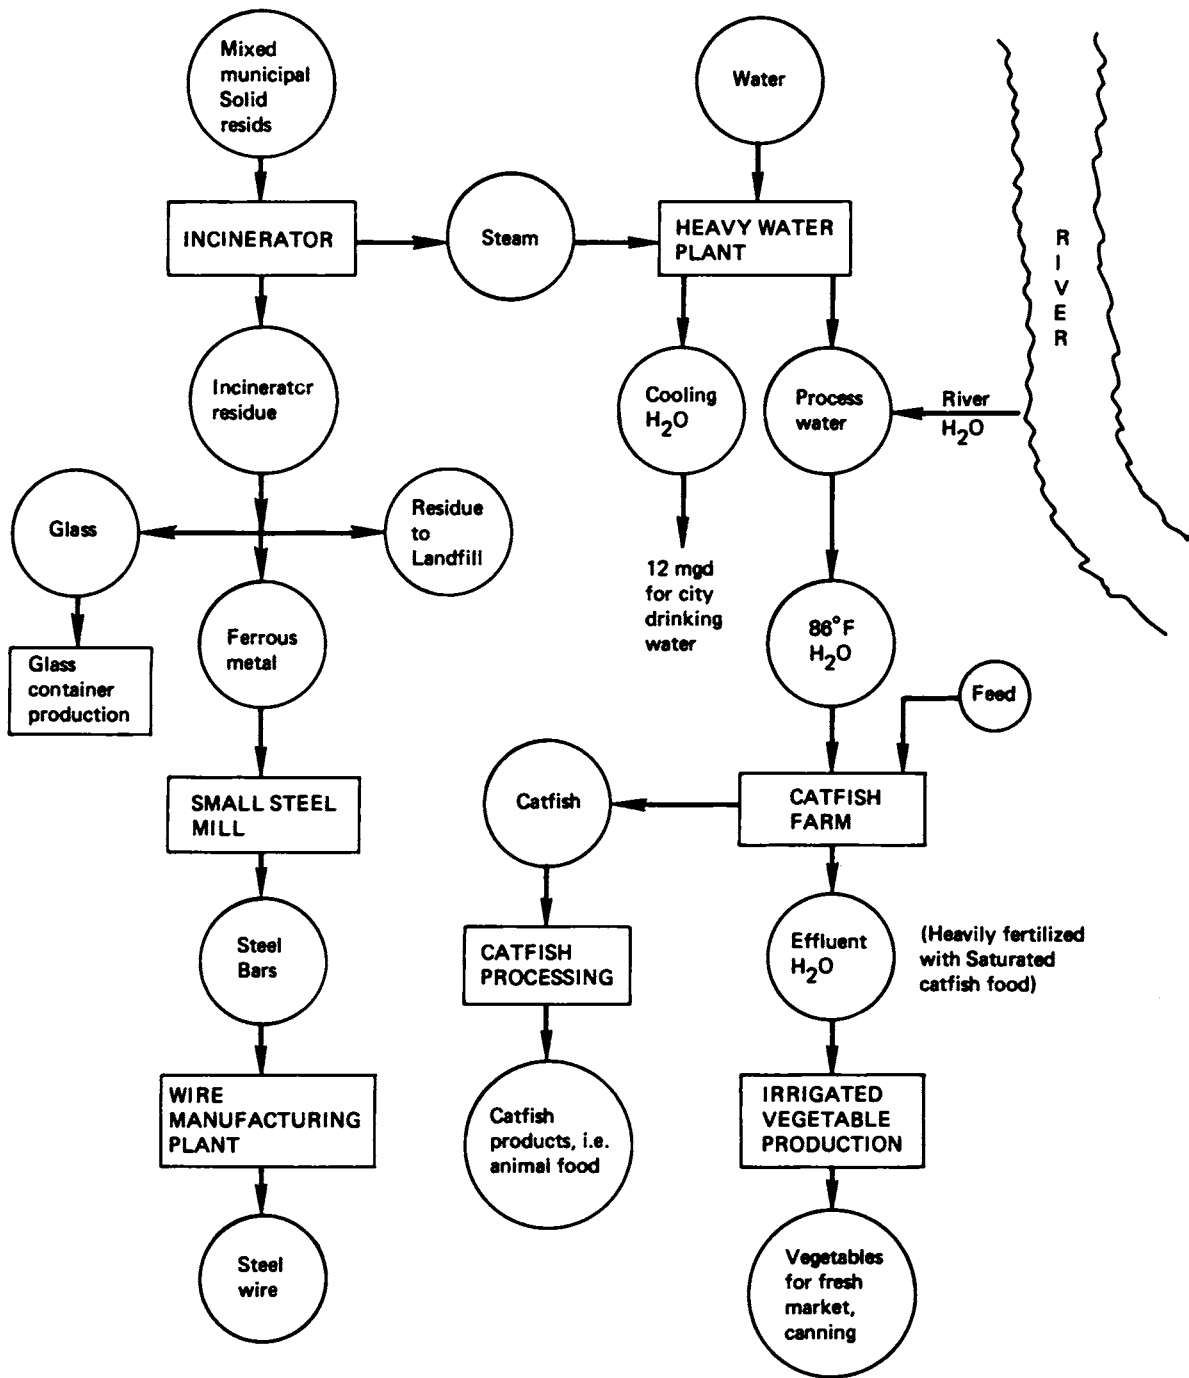 Mixed
municipal
Solid
resids
Water
INCINERATOR
Steam
HEAVY WATER
PLANT
RIVER
Incinerator
residue
Cooling
H2O
Process
water
River
H2O
Glass
Residue
to
Landfill
12 mgd
for city
drinking
water
86°F
H2O
Ferrous
metal
Glass
container
production
Feed
SMALL STEEL
MILL
Catfish
CATFISH
FARM
Steel
Bars
CATFISH
PROCESSING
Effluent
H2O
(Heavily fertilized
with Saturated
catfish food)
WIRE
MANUFACTURING
PLANT
Catfish
products, i.e.
animal food
IRRIGATED
VEGETABLE
PRODUCTION
Steel
wire
Vegetables
for fresh
market,
canning